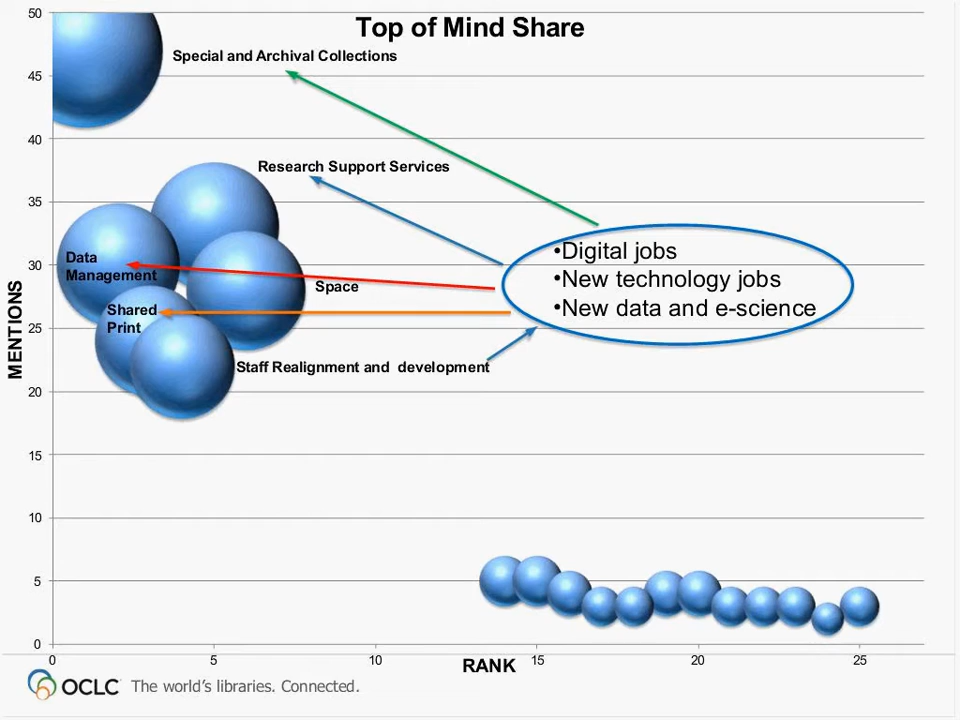 Top of Mind Share
50
45
40
35
30
25
20
15
10
5
0
MENTIONS
Special and Archival Collections
Research Support Services
Data
Management
Space
Shared
Print
Staff Realignment and  development
•Digital jobs
•New technology jobs
•New data and e-science
0
5
10
15
20
25
RANK
OCLC The world's libraries. Connected.